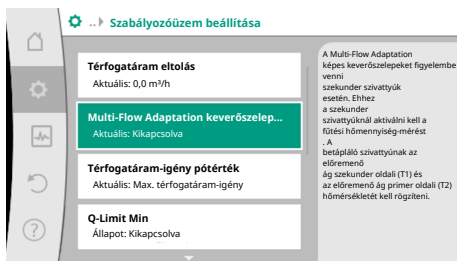 .. Szabályozóüzem beállítása
Térfogatáram eltolás
Aktuális: 0,0 m³/h
Multi-Flow Adaptation keverőszelep...
Aktuális: Kikapcsolva
Térfogatáram-igény pótérték
Aktuális: Max. térfogatáram-igény
Q-Limit Min
Állapot: Kikapcsolva
A Multi-Flow Adaptation
képes keverőszelepeket figyelembe
venni
szekunder szivattyúk
esetén. Ehhez
a szekunder
szivattyúknál aktiválni kell a
fűtési hőmennyiség-mérést
. A
betápláló szivattyúnak az
előremenő
ág szekunder oldali (T1) és
az előremenő ág primer oldali (T2)
hőmérsékletét kell rögzíteni.